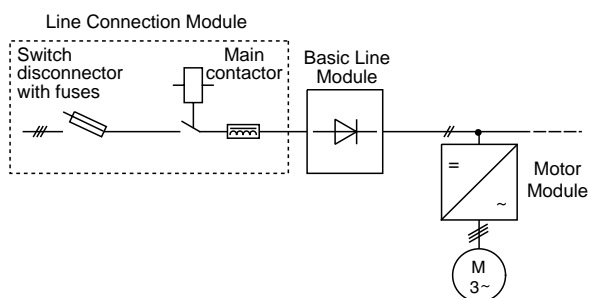 Line Connection Module
Switch
disconnector
with fuses
Main
contactor
Basic Line
Module
=
~
Motor
Module
M
3~